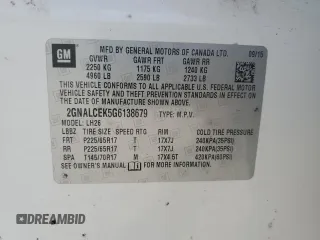 GM
MFD BY GENERAL MOTORS OF CANADA LTD. 09/15
GVWR GAWR FRT GAWR RR
2250 KG 1175 KG 1240 KG
4960 LB 2590 LB 2733 LB
THIS VEHICLE CONFORMS TO ALL APPLICABLE U.S. FEDERAL MOTOR
VEHICLE SAFETY, BUMPER, AND THEFT PREVENTION STANDARDS IN EFFECT
ON THE DATE OF MANUFACTURE SHOWN ABOVE.
2GNALCEK5G6138679 TYPE: M.P.V.
LH26
TIRE SIZE SPEED RTG RIM COLD TIRE PRESSURE
FRT P225/65R17 T 17X7J 240KPA(35PSI)
RR P225/65R17 T 17X7J 240KPA(35PSI)
SPA T145/70R17 M 17X4.5T 420KPA(60PSI)
SEE OWNER'S MANUAL FOR MORE INFORMATION.
AUTOBIDMASTER